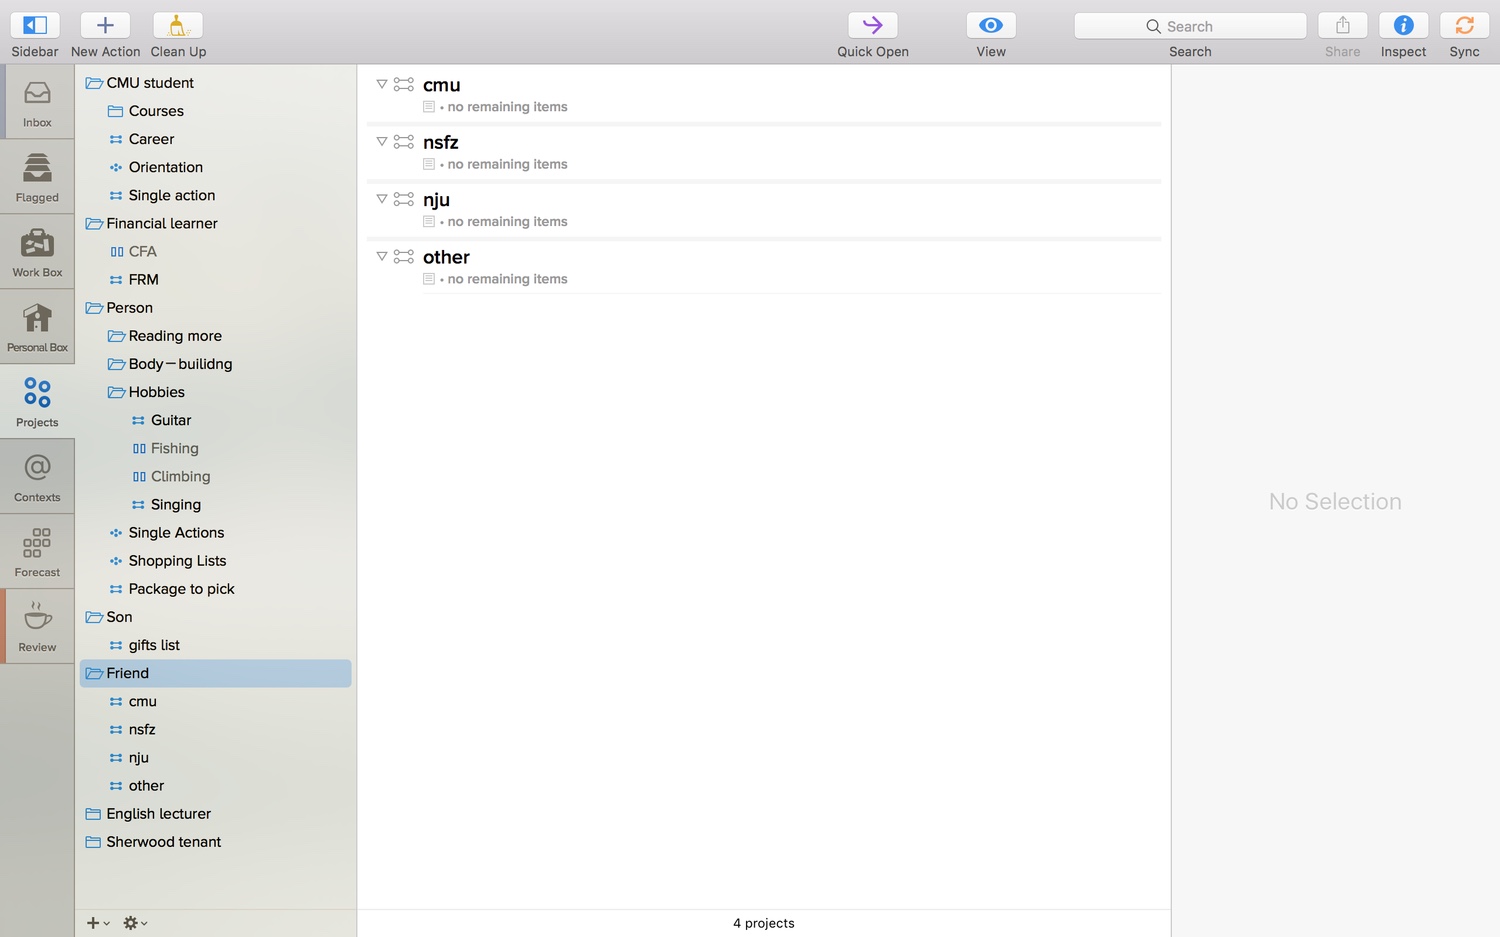 Sidebar
New Action
Clean Up
Quick Open
View
Search
Search
Share
Inspect
Sync
Inbox
Flagged
Work Box
Personal Box
Projects
Contexts
Forecast
Review
CMU student
Courses
Career
Orientation
Single action
Financial learner
CFA
FRM
Person
Reading more
Body—builidng
Hobbies
Guitar
Fishing
Climbing
Singing
Single Actions
Shopping Lists
Package to pick
Son
gifts list
Friend
cmu
nsfz
nju
other
English lecturer
Sherwood tenant
cmu
• no remaining items
nsfz
• no remaining items
nju
• no remaining items
other
• no remaining items
4 projects
No Selection